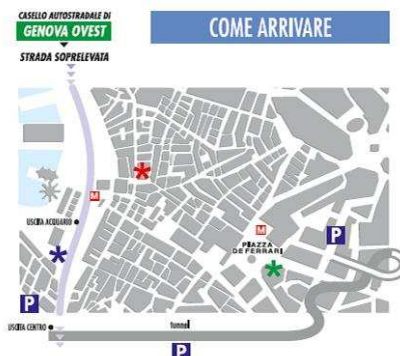 CASELLO AUTOSTRADALE DI
GENOVA OVEST
STRADA SOPRELEVATA
COME ARRIVARE
M
USCITA ACQUARIO
M
PIAZZA
DE FERRARI
P
P
USCITA CENTRO
tunnel
P